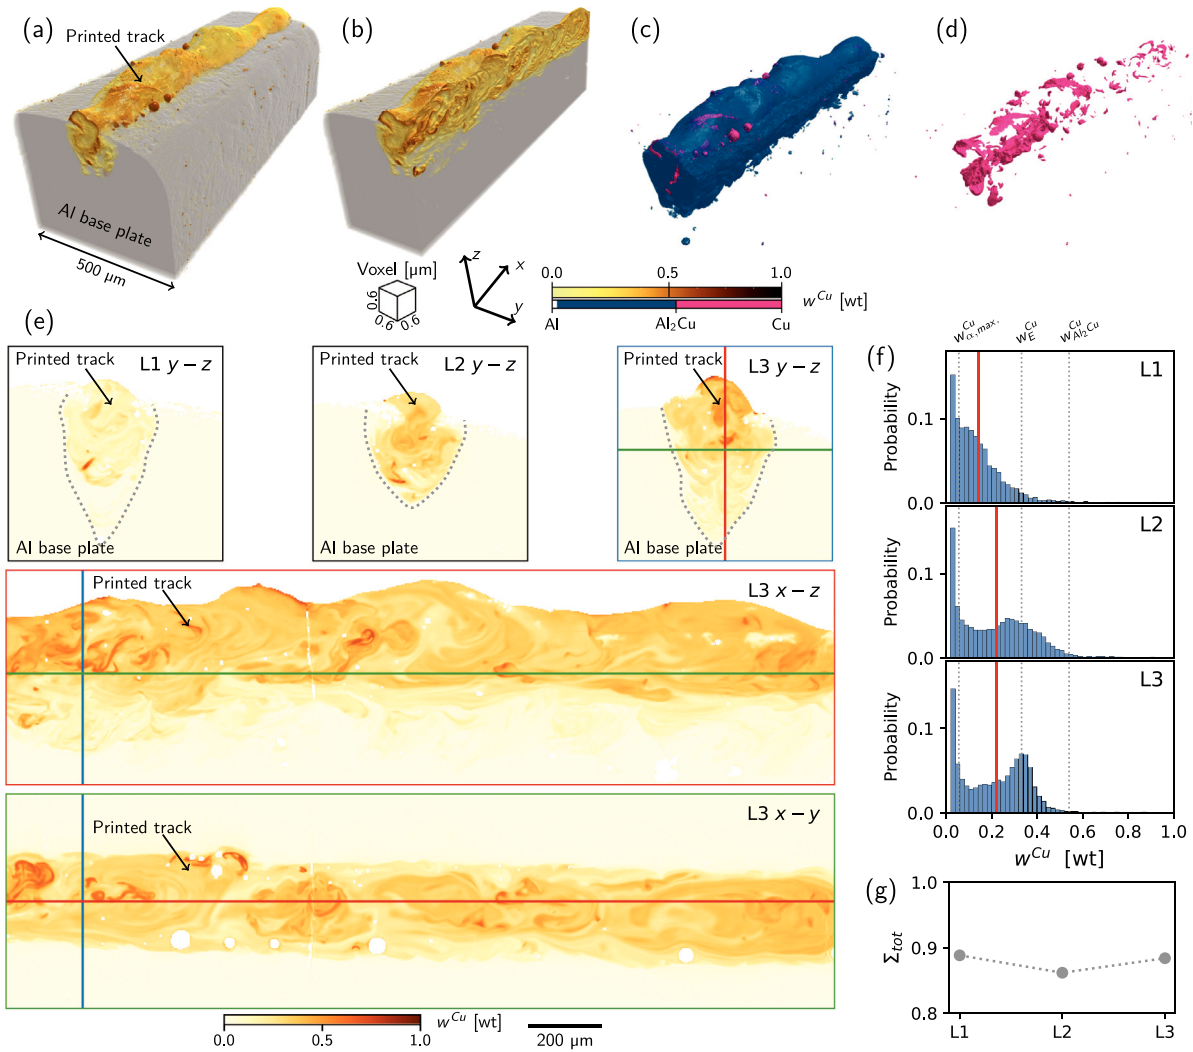 (a)
Printed track
Al base plate
500 μm
(b)
(c)
(d)
Voxel [μm]
0.6
0.6
0.6
z
x
y
0.0
0.5
1.0
w^Cu [wt]
Al
Al₂Cu
Cu
(e)
Printed track
L1 y − z
Al base plate
Printed track
L2 y − z
Al base plate
Printed track
L3 y − z
Al base plate
Printed track
L3 x − z
Printed track
L3 x − y
w^Cu [wt]
0.0
0.5
1.0
200 μm
(f)
w^Cu_α,max.
w^Cu_E
w^Cu_Al₂Cu
L1
Probability
0.1
0.0
L2
Probability
0.1
0.0
L3
Probability
0.1
0.0
0.0
0.2
0.4
0.6
0.8
1.0
w^Cu [wt]
(g)
1.0
0.9
0.8
Σ_tot
L1
L2
L3